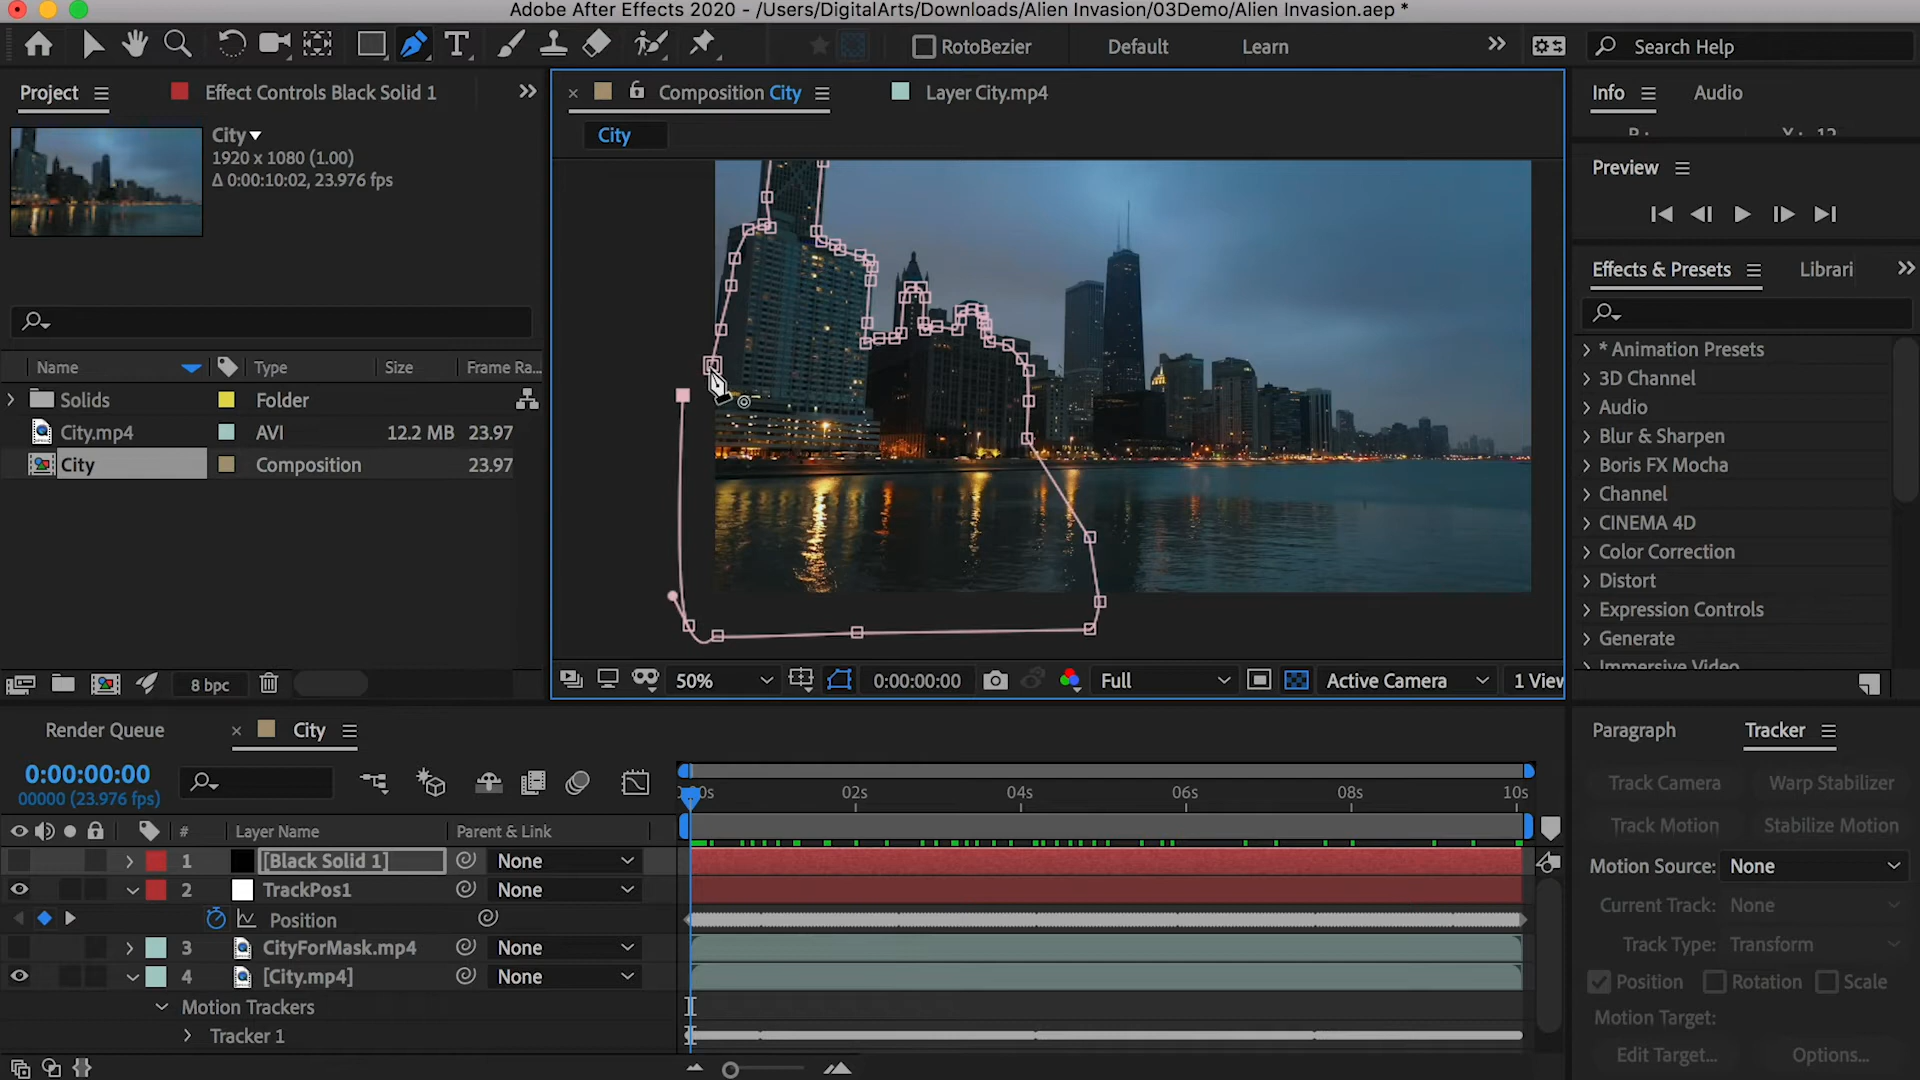 Adobe After Effects 2020 - /Users/DigitalArts/Downloads/Alien Invasion/03Demo/Alien Invasion.aep *
RotoBezier
Default
Learn
Search Help
Project
Effect Controls Black Solid 1
Composition City
Layer City.mp4
Info
Audio
City
City
1920 x 1080 (1.00)
Δ 0:00:10:02, 23.976 fps
Preview
Effects & Presets
Librari
Name
Type
Size
Frame Ra...
Solids
Folder
City.mp4
AVI
12.2 MB
23.97
City
Composition
23.97
* Animation Presets
3D Channel
Audio
Blur & Sharpen
Boris FX Mocha
Channel
CINEMA 4D
Color Correction
Distort
Expression Controls
Generate
Immersive Video
8 bpc
50%
0:00:00:00
Full
Active Camera
1 View
Render Queue
City
Paragraph
Tracker
0:00:00:00
00000 (23.976 fps)
02s
04s
06s
08s
10s
Track Camera
Warp Stabilizer
Track Motion
Stabilize Motion
#
Layer Name
Parent & Link
1
[Black Solid 1]
None
Motion Source:
None
2
TrackPos1
None
Current Track:
None
Position
Track Type:
Transform
3
CityForMask.mp4
None
4
[City.mp4]
None
Position
Rotation
Scale
Motion Trackers
Motion Target:
Tracker 1
Edit Target...
Options...